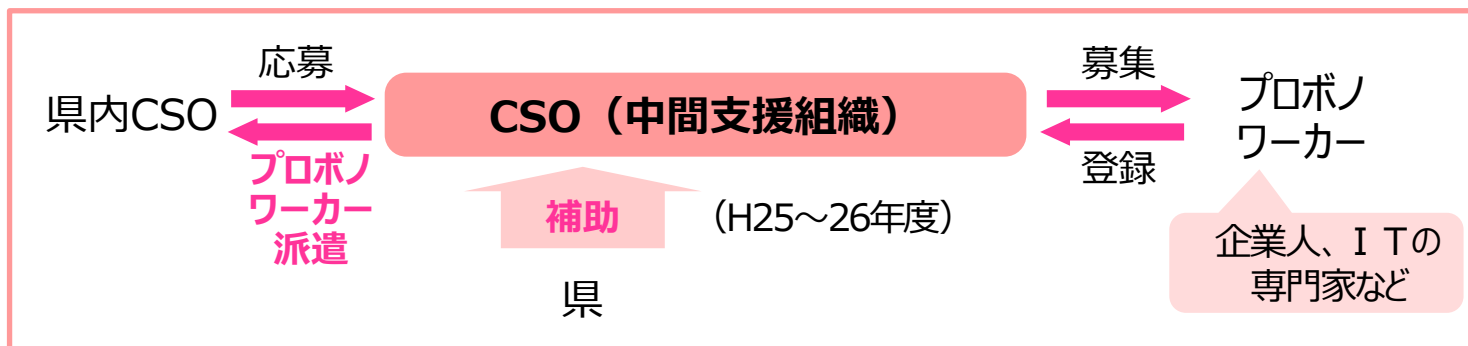 応募
県内CSO
プロボノ
ワーカー
派遣
CSO（中間支援組織）
補助
（H25～26年度）
県
募集
登録
プロボノ
ワーカー
企業人、ＩＴの
専門家など